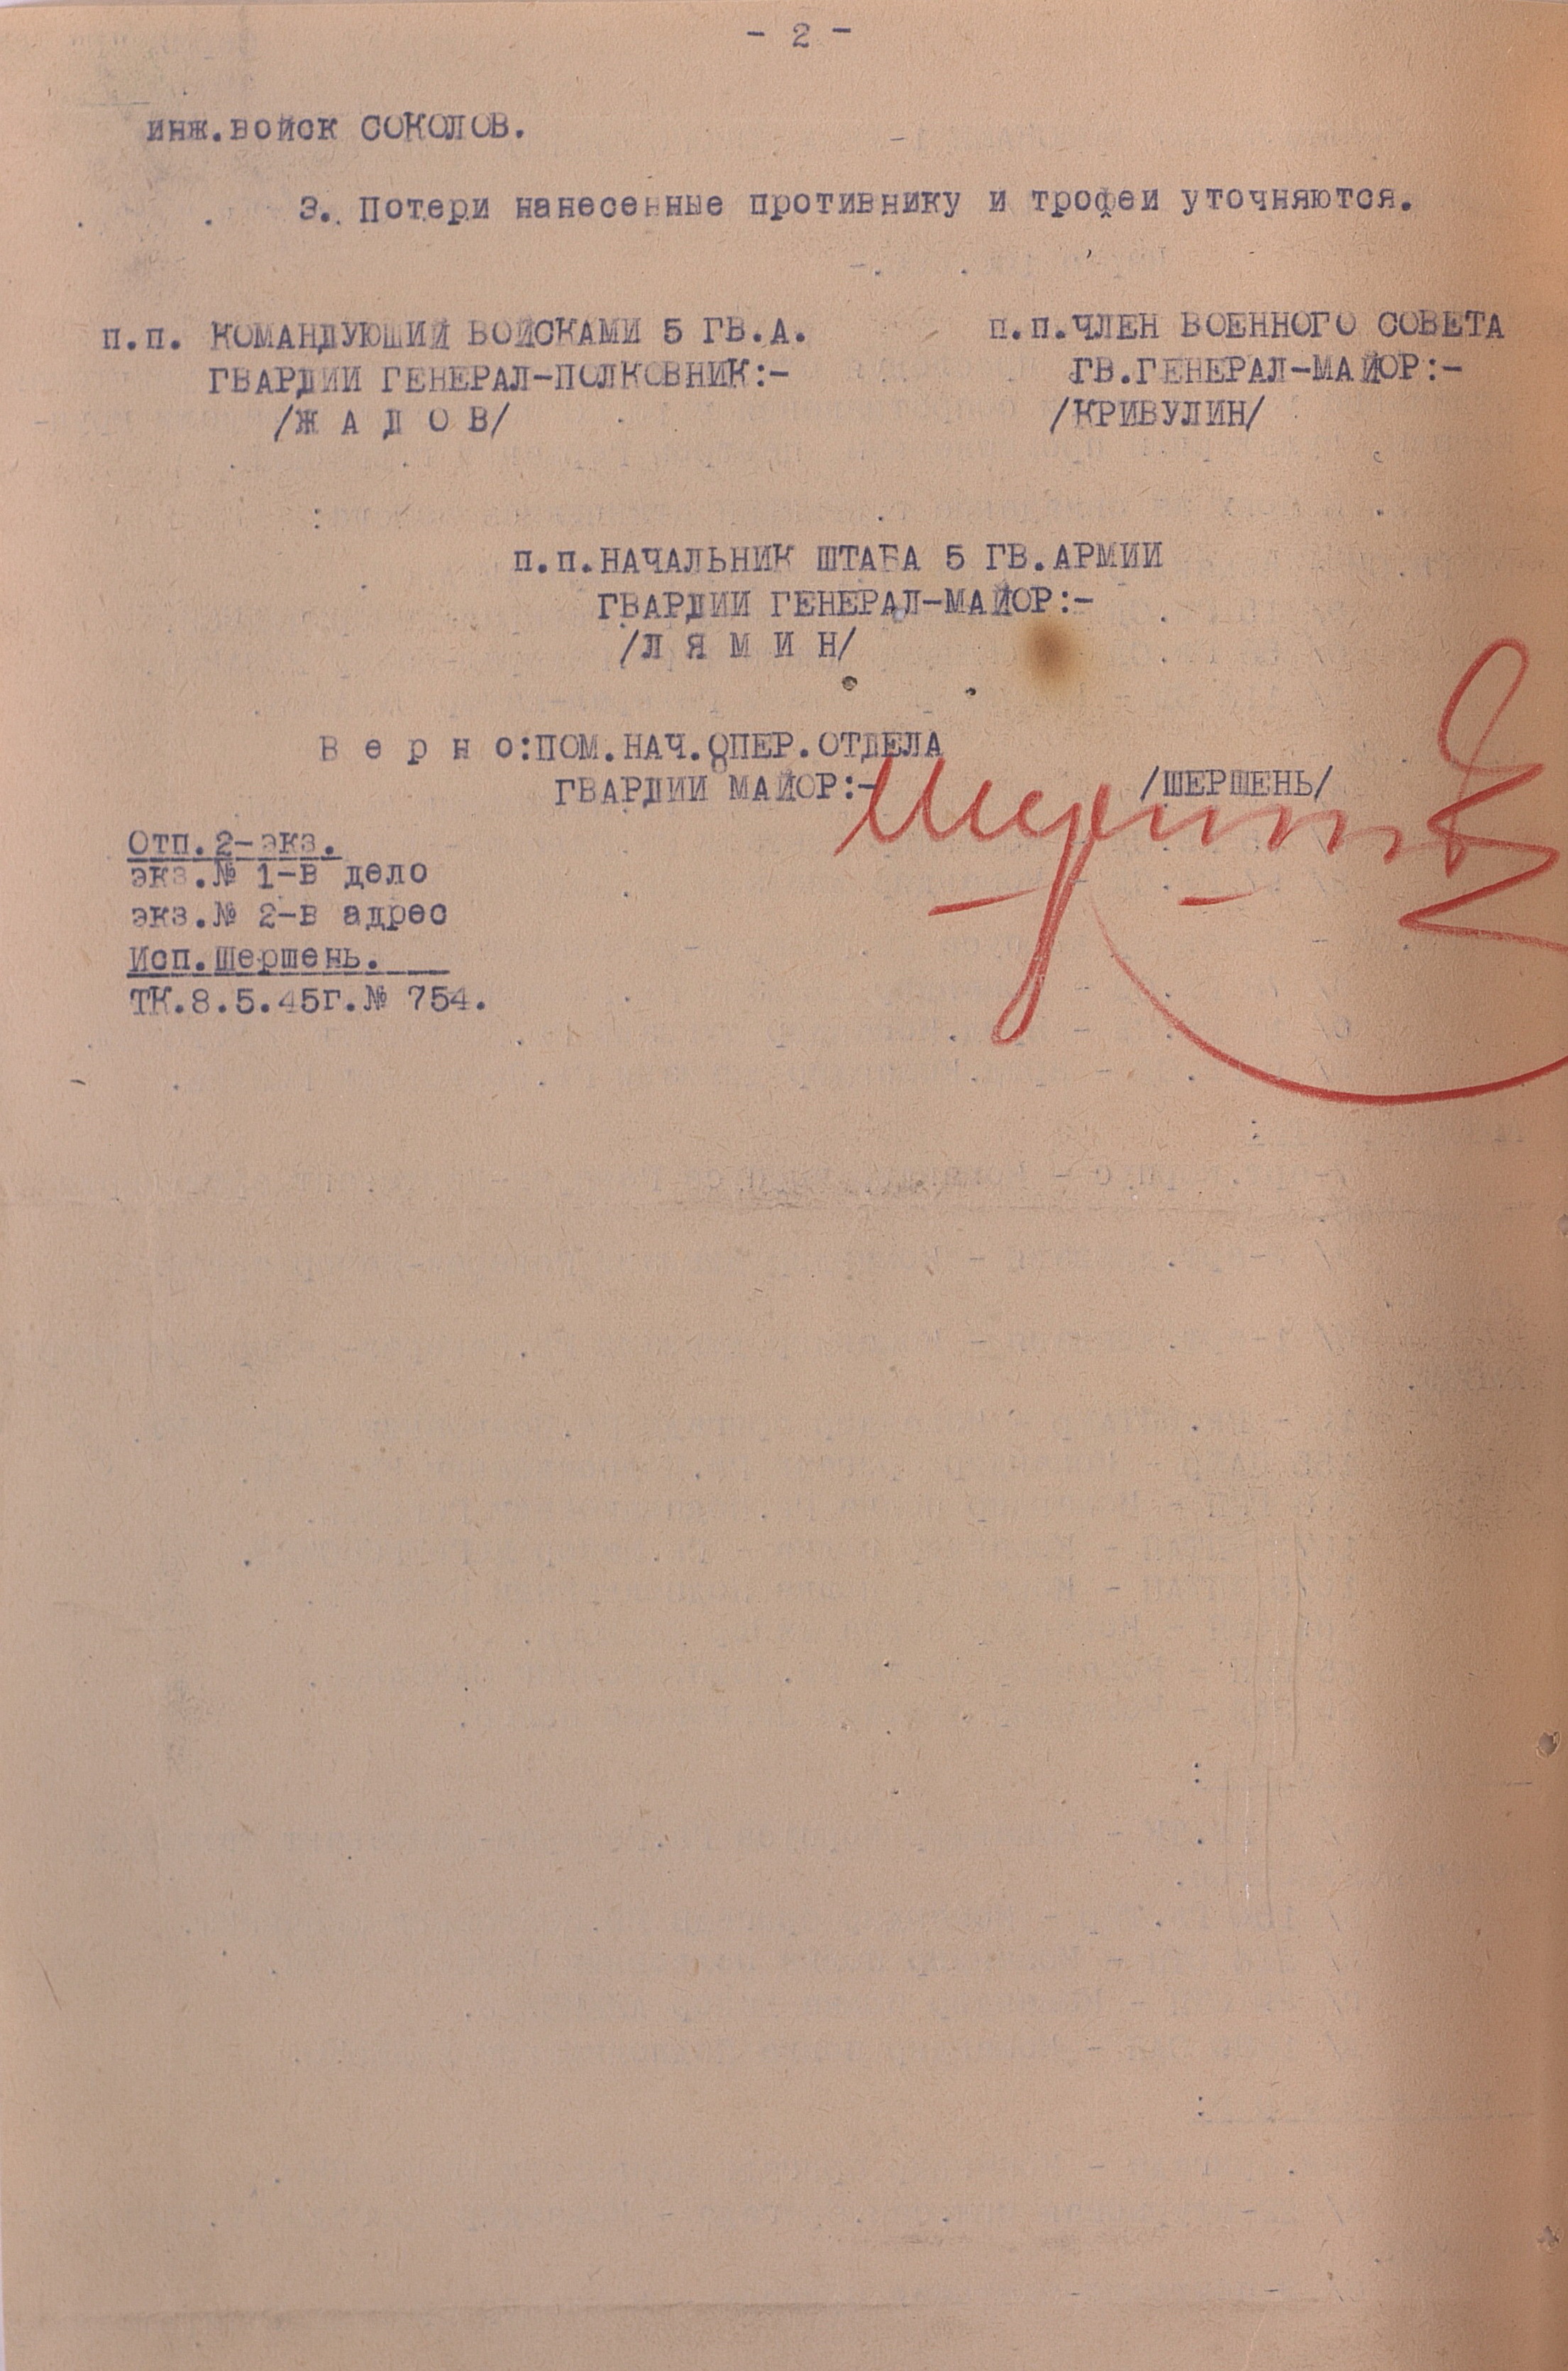 - 2 -
инж.войск СОКОЛОВ.
3. Потери нанесенные противнику и трофеи уточняются.
п.п. КОМАНДУЮШИЙ ВОЙСКАМИ 5 ГВ.А.
ГВАРДИИ ГЕНЕРАЛ-ПОЛКОВНИК:-
/Ж А Д О В/
п.п.ЧЛЕН ВОЕННОГО СОВЕТА
ГВ.ГЕНЕРАЛ-МАЙОР:-
/КРИВУЛИН/
п.п.НАЧАЛЬНИК ШТАБА 5 ГВ.АРМИИ
ГВАРДИИ ГЕНЕРАЛ-МАЙОР:-
/Л Я М И Н/
В е р н о:ПОМ.НАЧ.ОПЕР.ОТДЕЛА
ГВАРДИИ МАЙОР:- /ШЕРШЕНЬ/
Отп.2-экз.
экз.№ 1-в дело
экз.№ 2-в адрес
Исп.Шершень.
ТК.8.5.45г.№ 754.